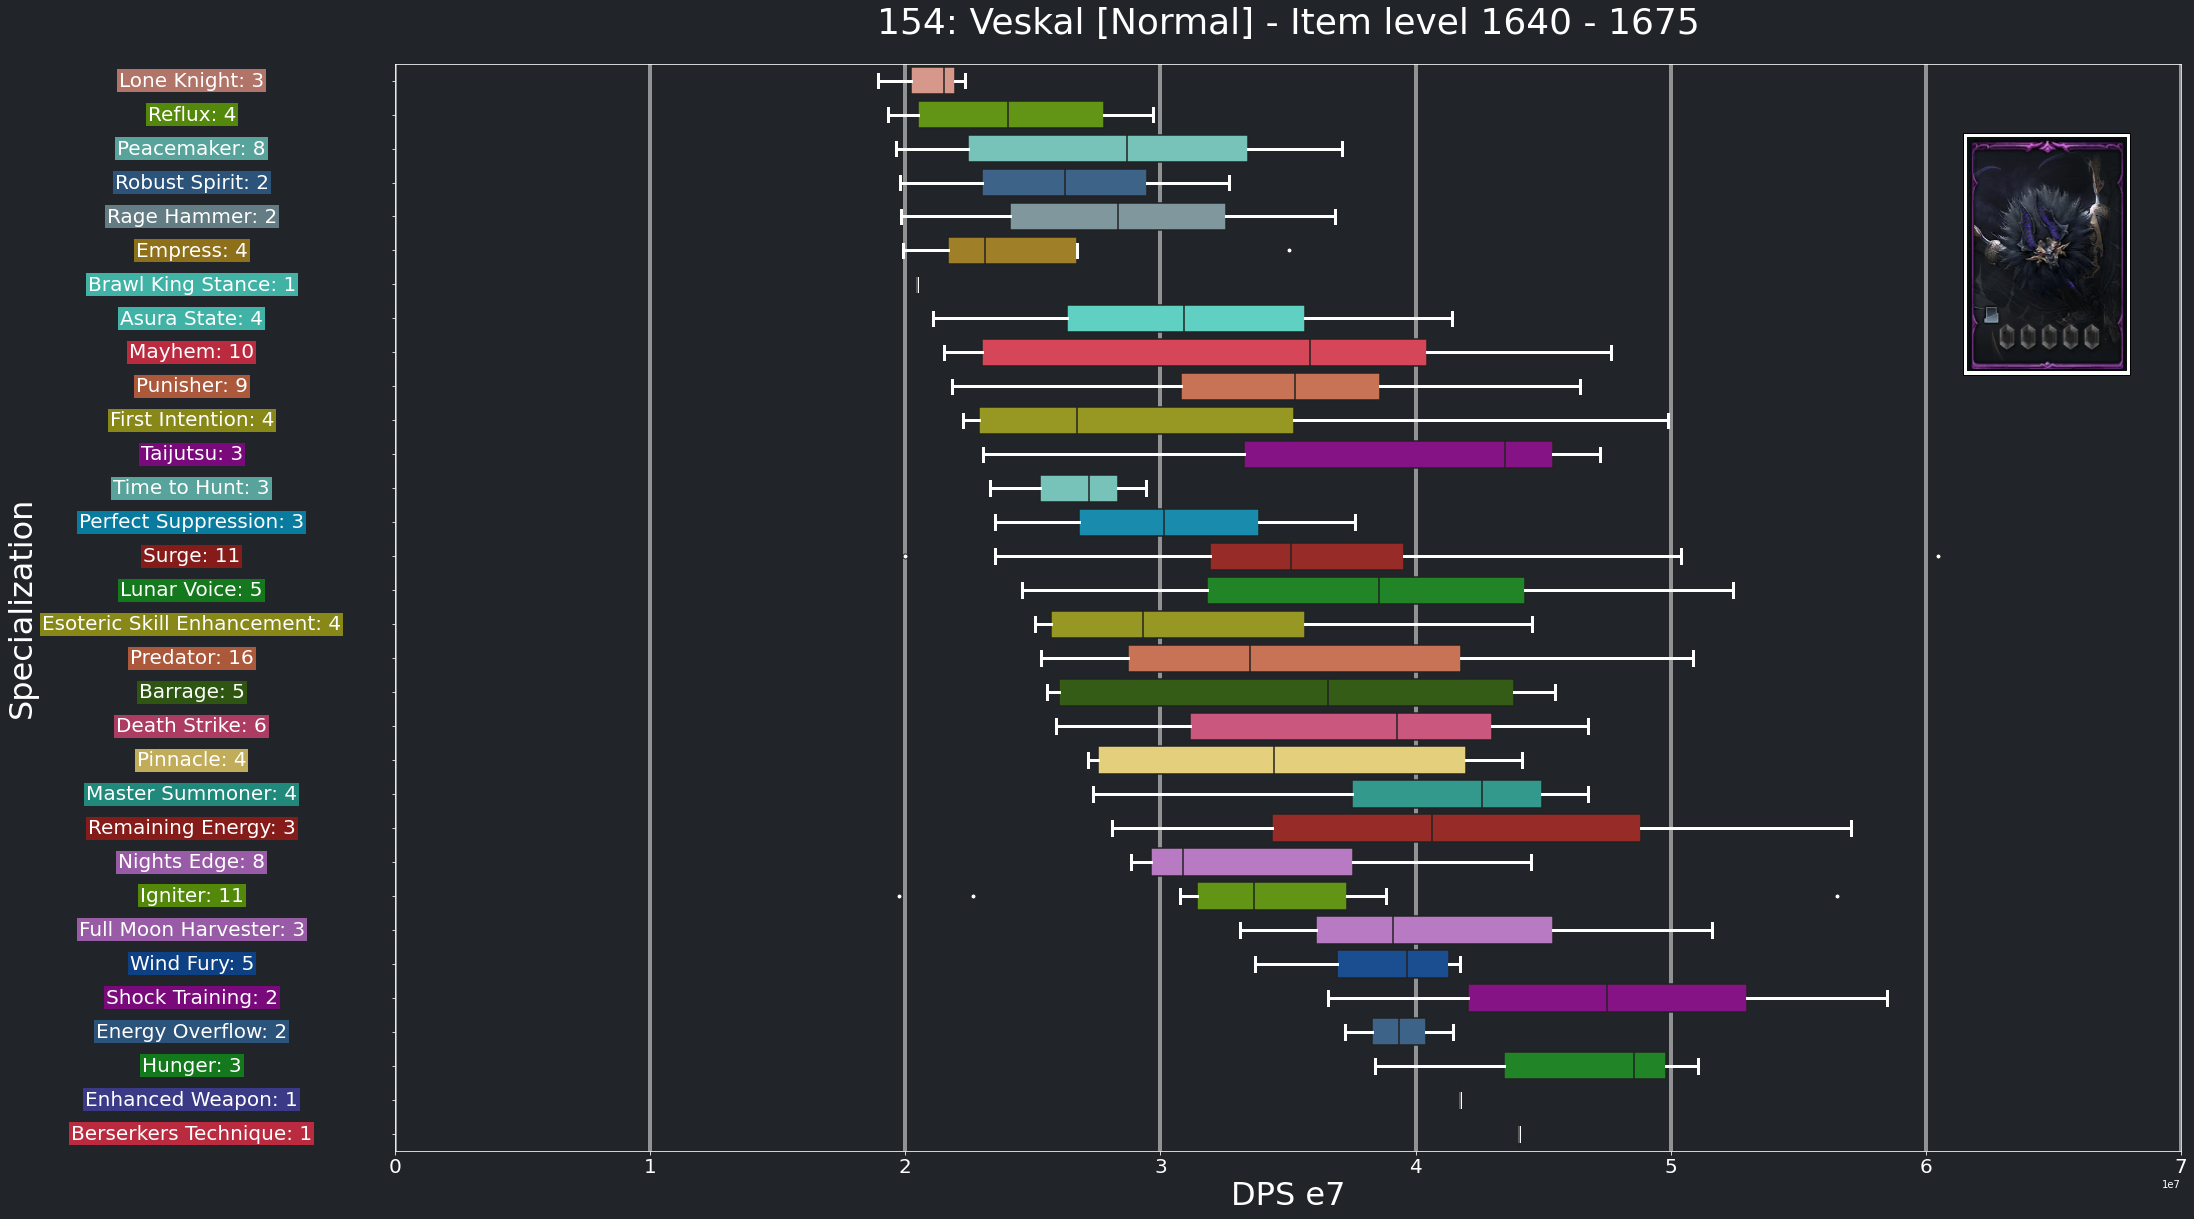 154: Veskal [Normal] - Item level 1640 - 1675
Lone Knight: 3
Reflux: 4
Peacemaker: 8
Robust Spirit: 2
Rage Hammer: 2
Empress: 4
Brawl King Stance: 1
Asura State: 4
Mayhem: 10
Punisher: 9
First Intention: 4
Taijutsu: 3
Time to Hunt: 3
Perfect Suppression: 3
Surge: 11
Lunar Voice: 5
Esoteric Skill Enhancement: 4
Predator: 16
Barrage: 5
Death Strike: 6
Pinnacle: 4
Master Summoner: 4
Remaining Energy: 3
Nights Edge: 8
Igniter: 11
Full Moon Harvester: 3
Wind Fury: 5
Shock Training: 2
Energy Overflow: 2
Hunger: 3
Enhanced Weapon: 1
Berserkers Technique: 1
Specialization
0 1 2 3 4 5 6 7
1e7
DPS e7